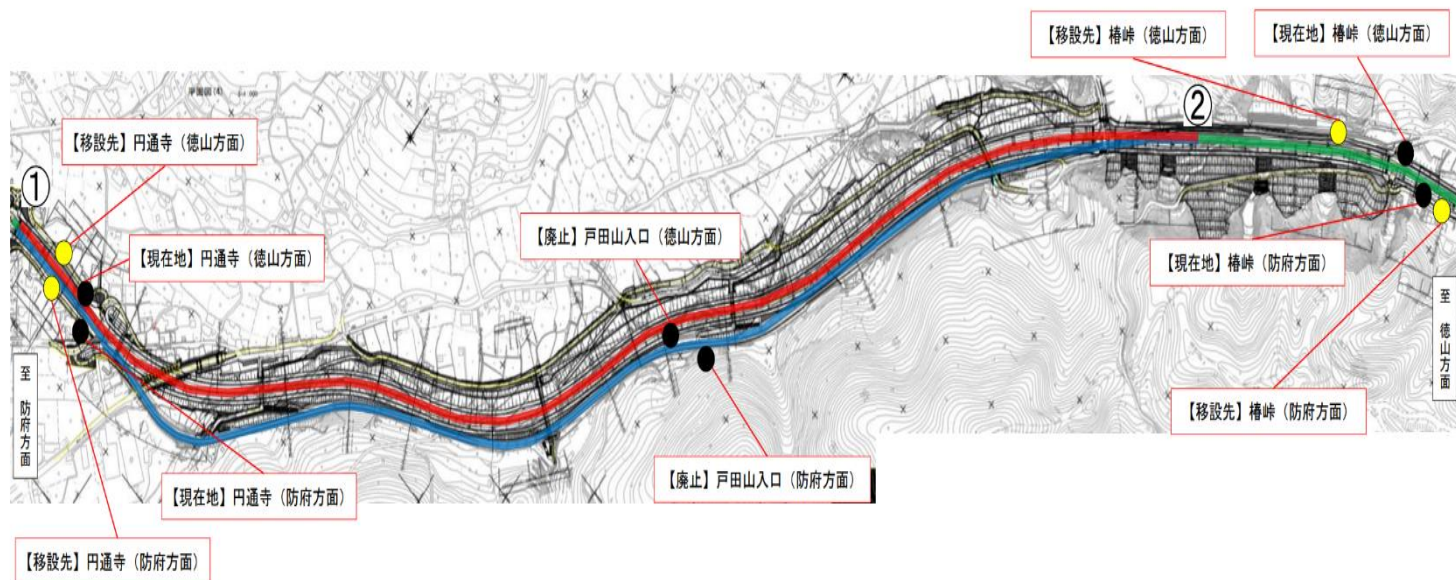 【移設先】椿峠（徳山方面）
【現在地】椿峠（徳山方面）
平面図(4)
②
【移設先】円通寺（徳山方面）
①
【現在地】円通寺（徳山方面）
【廃止】戸田山入口（徳山方面）
【現在地】椿峠（防府方面）
至 徳山方面
至 防府方面
【移設先】椿峠（防府方面）
【廃止】戸田山入口（防府方面）
【現在地】円通寺（防府方面）
【移設先】円通寺（防府方面）